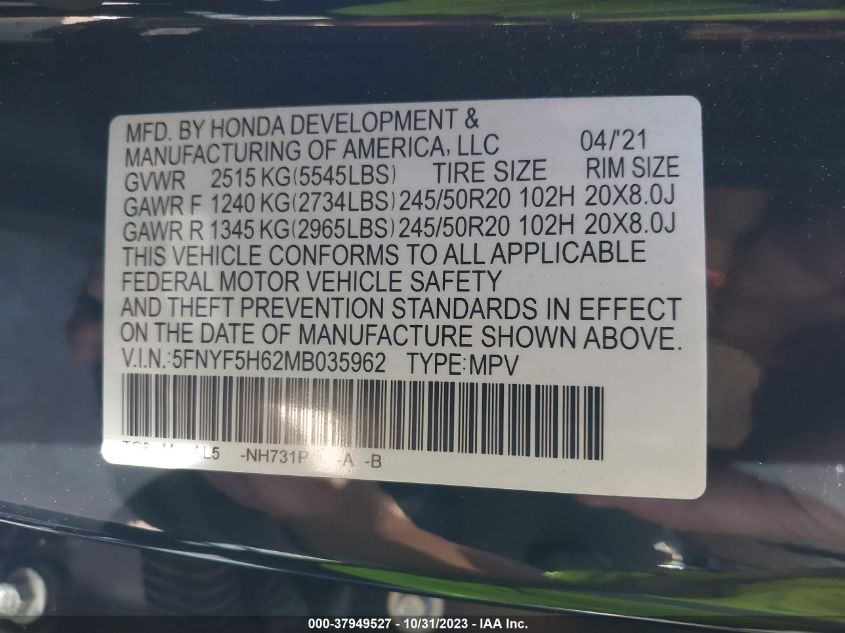 MFD. BY HONDA DEVELOPMENT &
MANUFACTURING OF AMERICA, LLC 04/'21
GVWR 2515 KG(5545LBS) TIRE SIZE RIM SIZE
GAWR F 1240 KG(2734LBS) 245/50R20 102H 20X8.0J
GAWR R 1345 KG(2965LBS) 245/50R20 102H 20X8.0J
THIS VEHICLE CONFORMS TO ALL APPLICABLE
FEDERAL MOTOR VEHICLE SAFETY
AND THEFT PREVENTION STANDARDS IN EFFECT
ON THE DATE OF MANUFACTURE SHOWN ABOVE.
V.I.N.:5FNYF5H62MB035962 TYPE:MPV
-NH731P -A -B
000-37949527 - 10/31/2023 - IAA Inc.